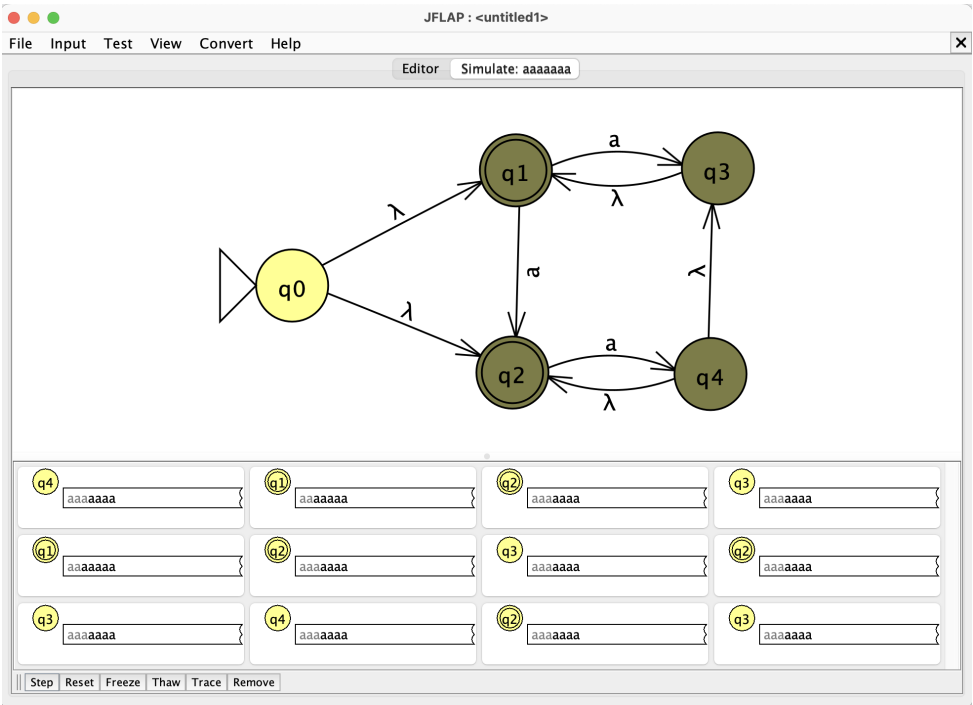 JFLAP : <untitled1>
File Input Test View Convert Help
Editor Simulate: aaaaaaa
a
q1 q3
λ λ
q0 a λ
λ
a
q2 q4
λ
q4 q1 q2 q3
aaaaaaa aaaaaaa aaaaaaa aaaaaaa
q1 q2 q3 q2
aaaaaaa aaaaaaa aaaaaaa aaaaaaa
q3 q4 q2 q3
aaaaaaa aaaaaaa aaaaaaa aaaaaaa
Step Reset Freeze Thaw Trace Remove